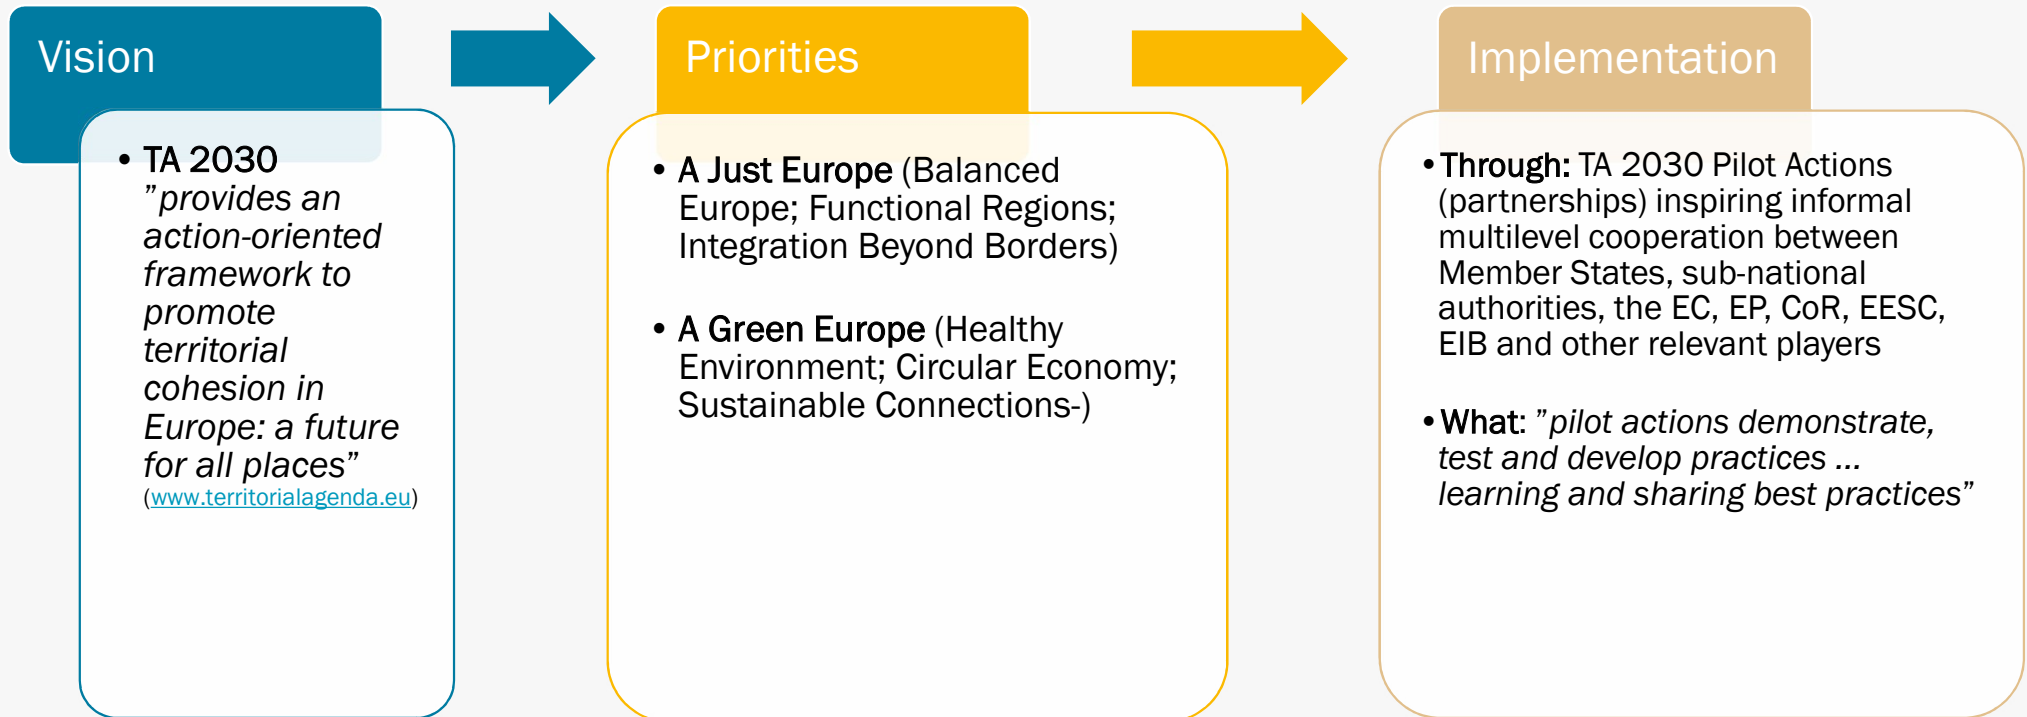 Vision
• TA 2030
”provides an
action-oriented
framework to
promote
territorial
cohesion in
Europe: a future
for all places”
(www.territorialagenda.eu)
Priorities
• A Just Europe (Balanced
Europe; Functional Regions;
Integration Beyond Borders)
• A Green Europe (Healthy
Environment; Circular Economy;
Sustainable Connections-)
Implementation
•Through: TA 2030 Pilot Actions
(partnerships) inspiring informal
multilevel cooperation between
Member States, sub-national
authorities, the EC, EP, CoR, EESC,
EIB and other relevant players
•What: ”pilot actions demonstrate,
test and develop practices ...
learning and sharing best practices”